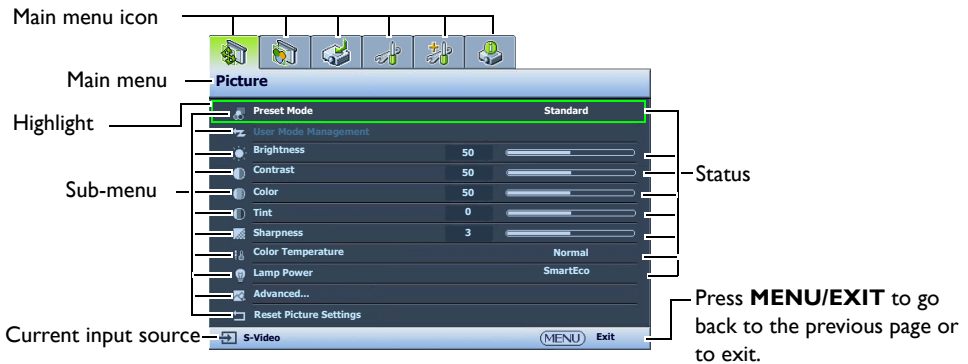 Main menu icon
Main menu
Picture
Highlight
Preset Mode Standard
User Mode Management
Brightness 50
Contrast 50
Status
Sub-menu
Color 50
Tint 0
Sharpness 3
Color Temperature Normal
Lamp Power SmartEco
Advanced...
Reset Picture Settings
Current input source
S-Video MENU Exit
Press MENU/EXIT to go
back to the previous page or
to exit.